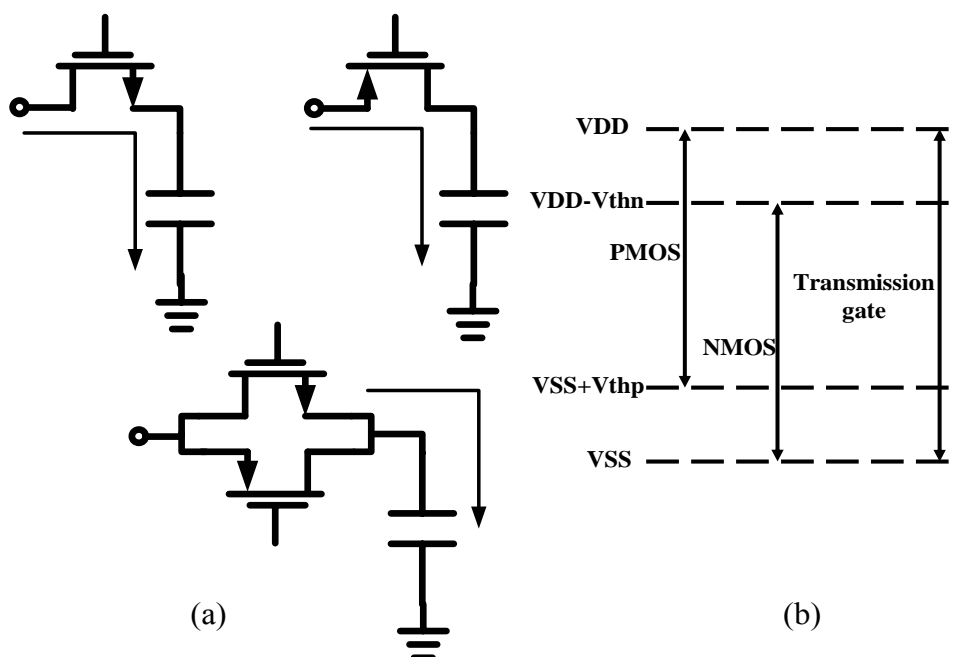 VDD
VDD-Vthn
PMOS
Transmission
gate
NMOS
VSS+Vthp
VSS
(a)
(b)